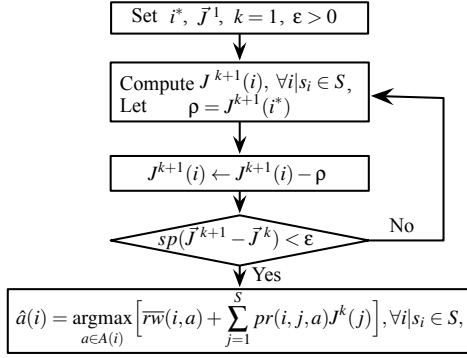 Set i*, J⃗¹, k = 1, ε > 0
Compute J^{k+1}(i), ∀i|s_i ∈ S,
Let ρ = J^{k+1}(i*)
J^{k+1}(i) ← J^{k+1}(i) − ρ
sp(J⃗^{k+1} − J⃗^k) < ε
No
Yes
â(i) = argmax_{a∈A(i)} [r̅w̅(i,a) + ∑_{j=1}^{S} pr(i,j,a)J^k(j)], ∀i|s_i ∈ S,